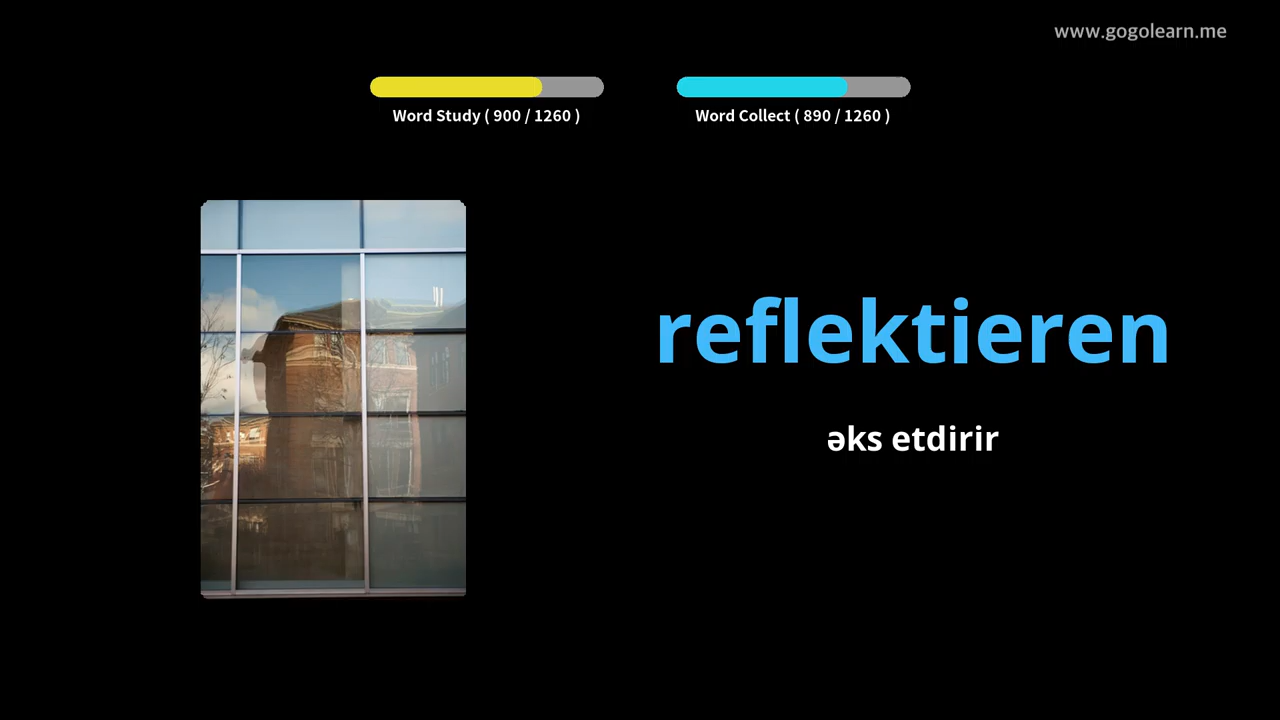 www.gogolearn.me
Word Study ( 900 / 1260 )
Word Collect ( 890 / 1260 )
reflektieren
əks etdirir